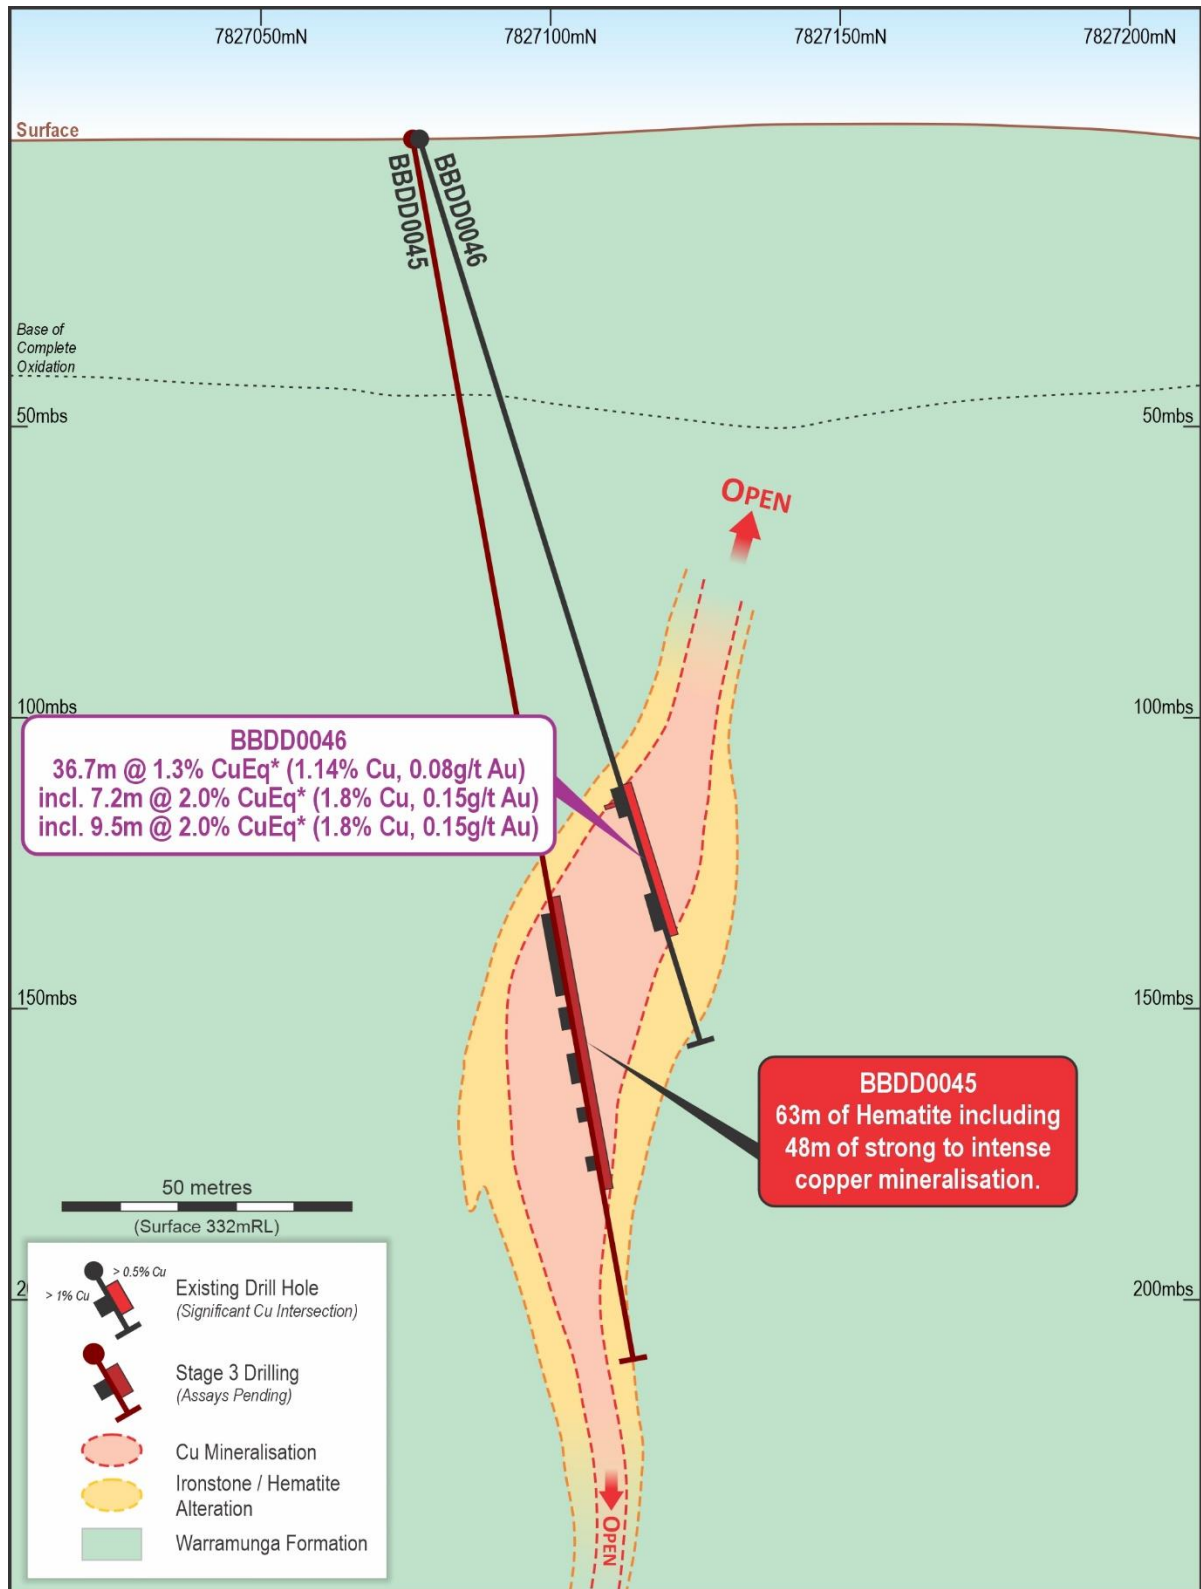 7827050mN
7827100mN
7827150mN
7827200mN
Surface
BBDD0045
BBDD0046
Base of
Complete
Oxidation
50mbs
50mbs
OPEN
100mbs
100mbs
BBDD0046
36.7m @ 1.3% CuEq* (1.14% Cu, 0.08g/t Au)
incl. 7.2m @ 2.0% CuEq* (1.8% Cu, 0.15g/t Au)
incl. 9.5m @ 2.0% CuEq* (1.8% Cu, 0.15g/t Au)
150mbs
150mbs
BBDD0045
63m of Hematite including
48m of strong to intense
copper mineralisation.
50 metres
(Surface 332mRL)
200mbs
> 0.5% Cu
> 1% Cu
Existing Drill Hole
(Significant Cu Intersection)
Stage 3 Drilling
(Assays Pending)
Cu Mineralisation
Ironstone / Hematite
Alteration
Warramunga Formation
OPEN